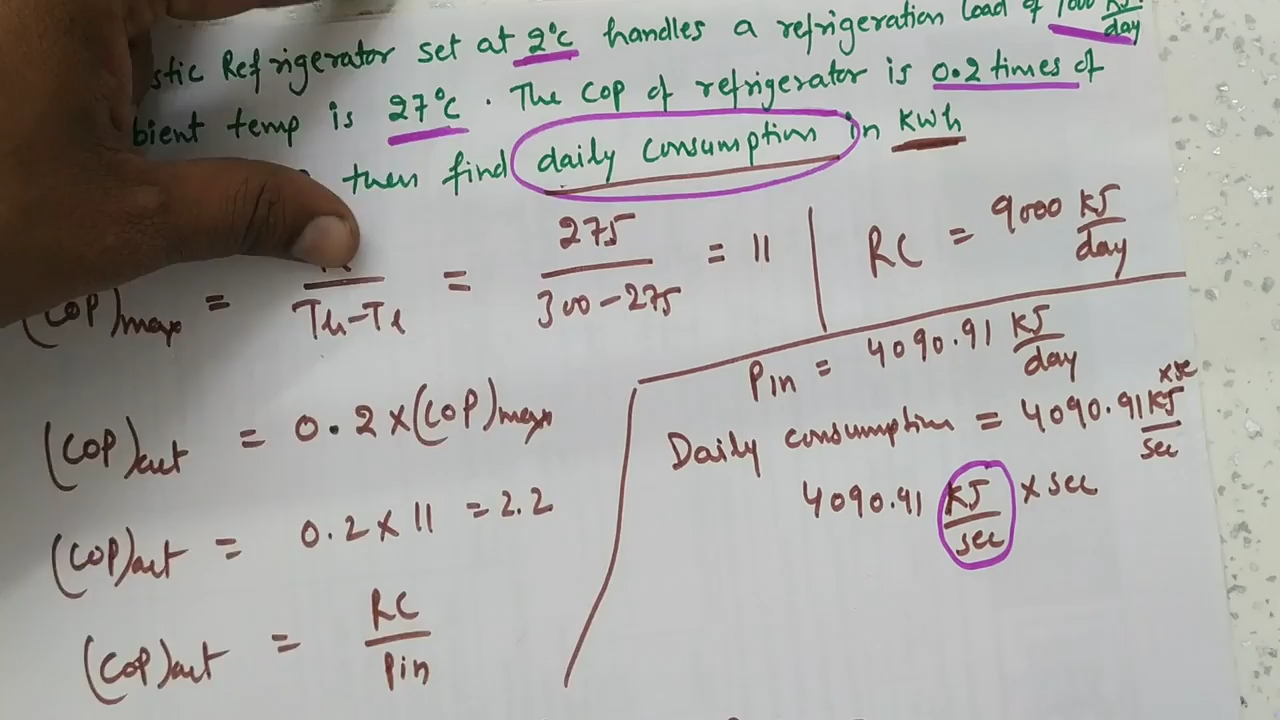 stic Refrigerator set at 2°c handles a refrigeration load of kJ/day
bient temp is 27°C. The COP of refrigerator is 0.2 times of
then find daily consumption in kWh
(COP)max = / Th-Tl = 275 / 300-275 = 11
RC = 9000 kJ/day
Pin = 4090.91 kJ/day
(COP)act = 0.2 x (COP)max
Daily consumption = 4090.91 kJ/sec x se
4090.91 kJ/sec x sec
(COP)act = 0.2 x 11 = 2.2
(COP)act = RC / Pin